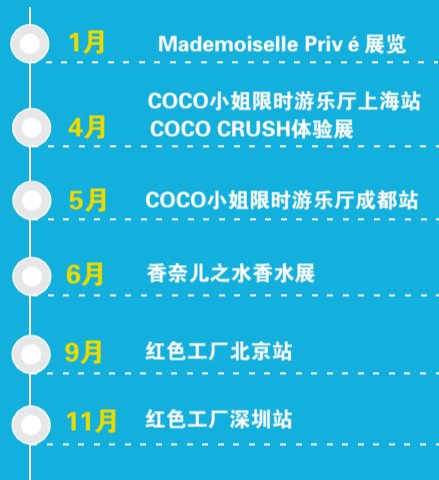 1月 Mademoiselle Priv é 展览
COCO小姐限时游乐厅上海站
4月 COCO CRUSH体验展
5月 COCO小姐限时游乐厅成都站
6月 香奈儿之水香水展
9月 红色工厂北京站
11月 红色工厂深圳站